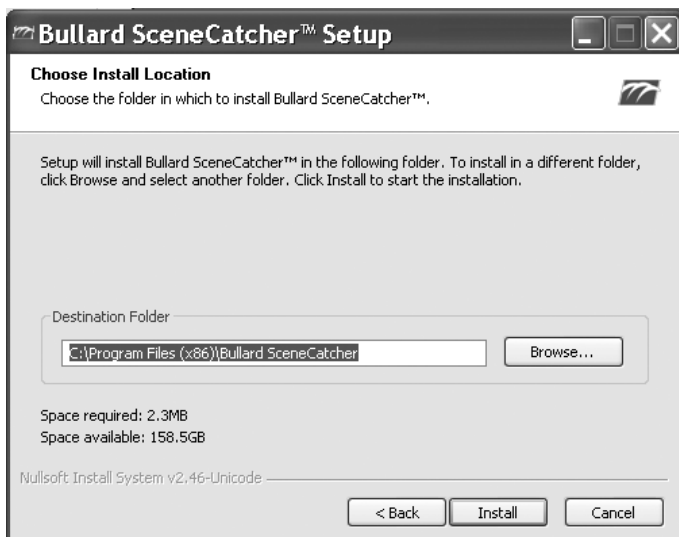 Bullard SceneCatcher™ Setup
Choose Install Location
Choose the folder in which to install Bullard SceneCatcher™.
Setup will install Bullard SceneCatcher™ in the following folder. To install in a different folder,
click Browse and select another folder. Click Install to start the installation.
Destination Folder
C:\Program Files (x86)\Bullard SceneCatcher
Browse...
Space required: 2.3MB
Space available: 158.5GB
Nullsoft Install System v2.46-Unicode
< Back
Install
Cancel